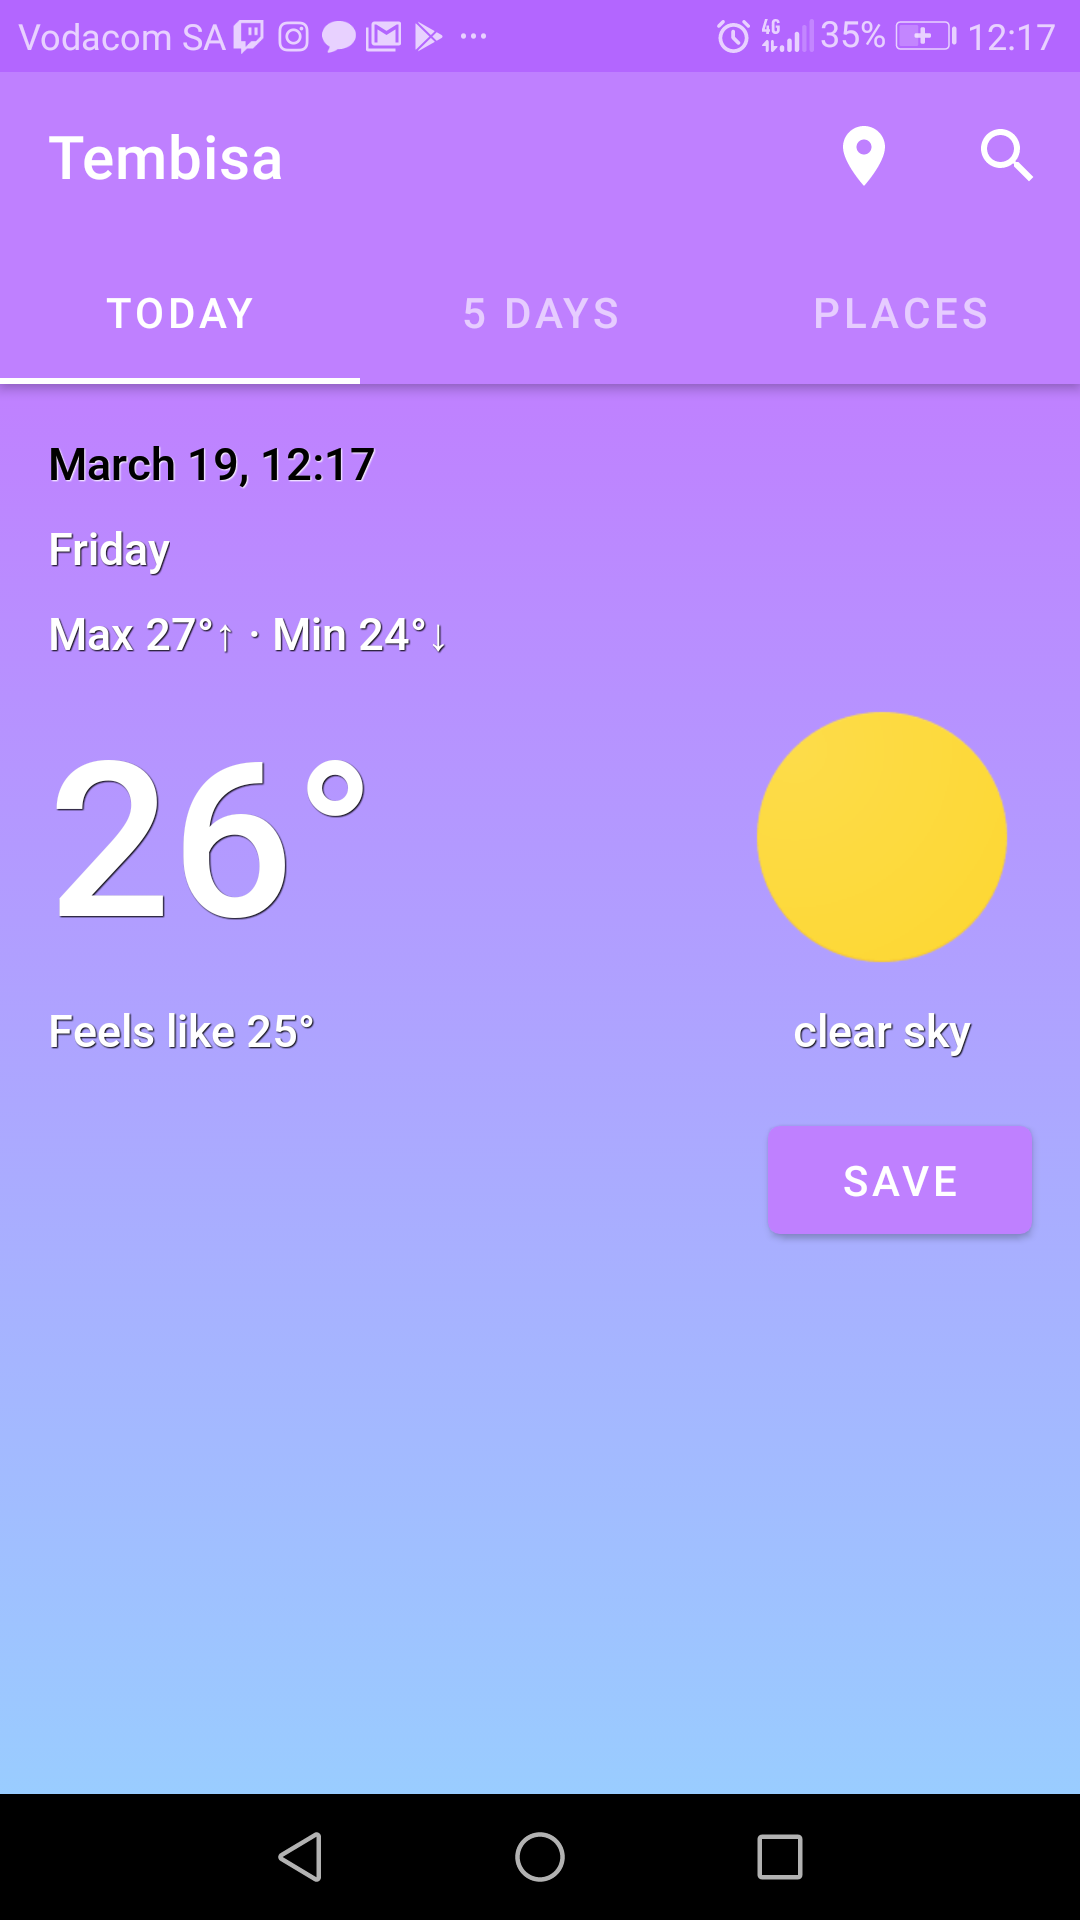 Vodacom SA 4G 35% 12:17
Tembisa
TODAY 5 DAYS PLACES
March 19, 12:17
Friday
Max 27°↑ · Min 24°↓
26°
Feels like 25° clear sky
SAVE